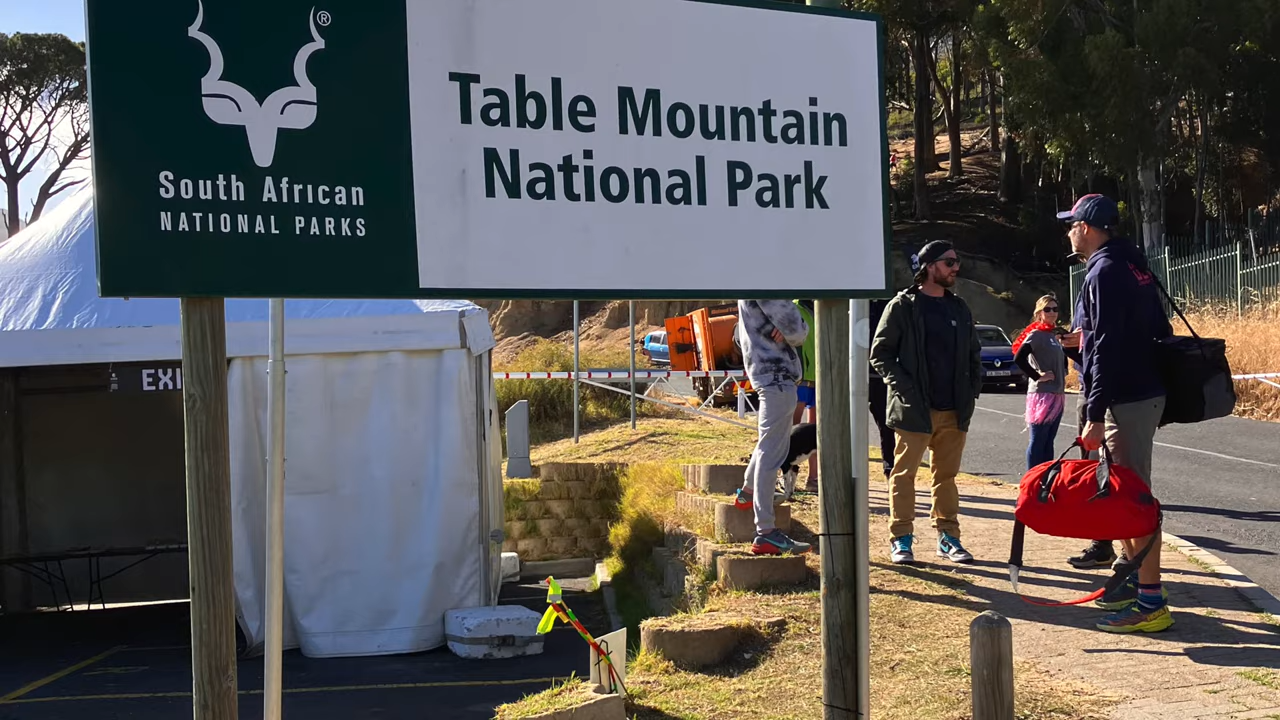 ®
South African
NATIONAL PARKS
Table Mountain
National Park
EXI